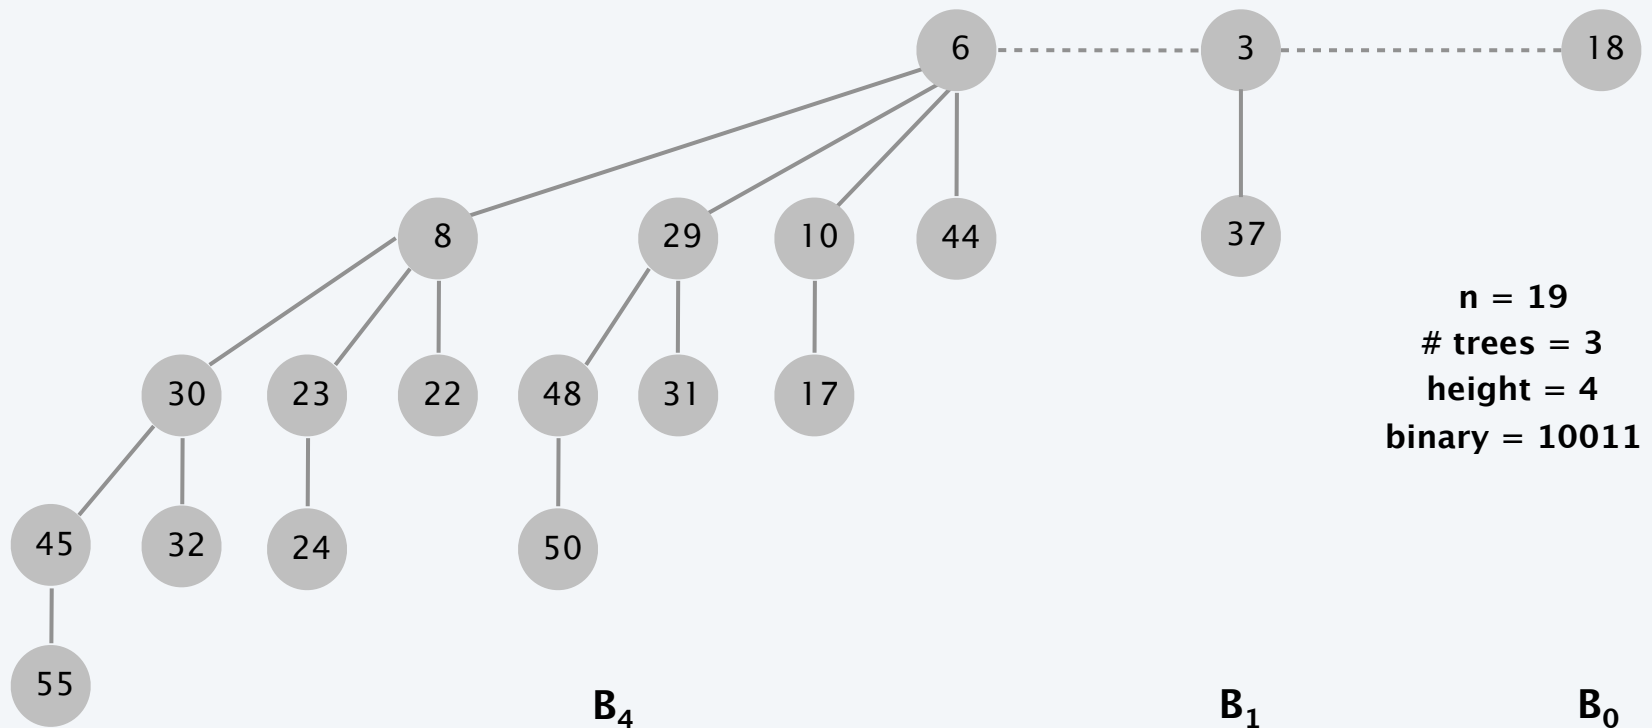 6 3 18
8 29 10 44 37
n = 19
# trees = 3
height = 4
binary = 10011
30 23 22 48 31 17
45 32 24 50
55
B₄ B₁ B₀